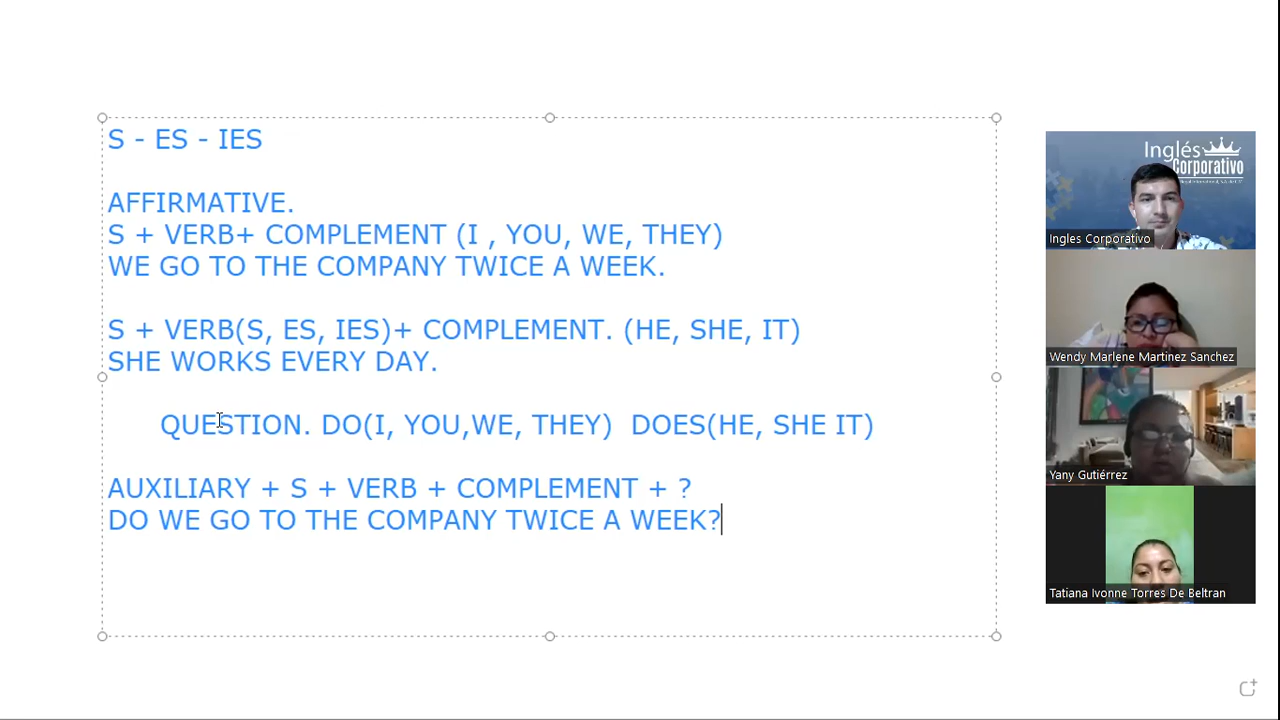 S - ES - IES
AFFIRMATIVE.
S + VERB+ COMPLEMENT (I , YOU, WE, THEY)
WE GO TO THE COMPANY TWICE A WEEK.
S + VERB(S, ES, IES)+ COMPLEMENT. (HE, SHE, IT)
SHE WORKS EVERY DAY.
QUESTION. DO(I, YOU,WE, THEY)  DOES(HE, SHE IT)
AUXILIARY + S + VERB + COMPLEMENT + ?
DO WE GO TO THE COMPANY TWICE A WEEK?
Inglés
Corporativo
Ingles Corporativo
Wendy Marlene Martinez Sanchez
Yany Gutiérrez
Tatiana Ivonne Torres De Beltran